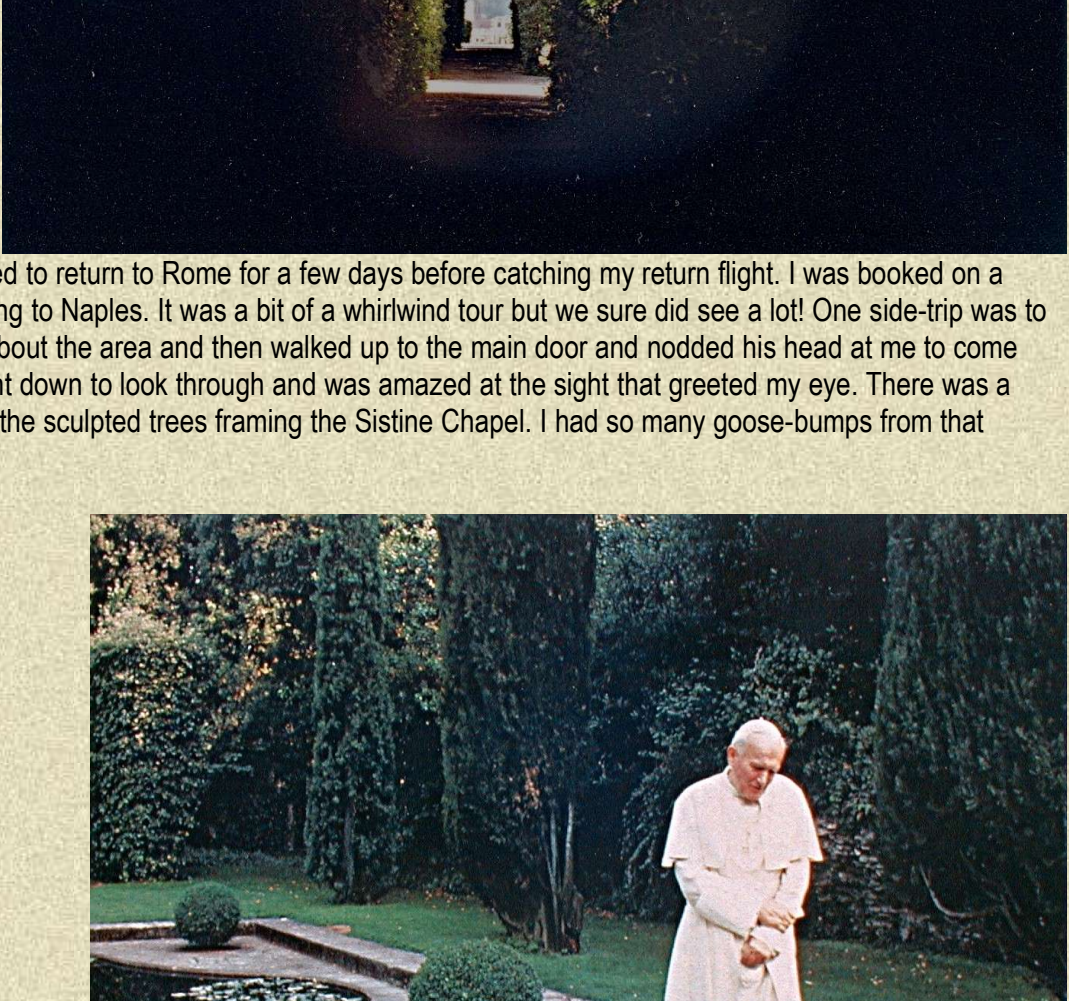 to return to Rome for a few days before catching my return flight. I was booked on a
to Naples. It was a bit of a whirlwind tour but we sure did see a lot! One side-trip was to
the area and then walked up to the main door and nodded his head at me to come
down to look through and was amazed at the sight that greeted my eye. There was a
the sculpted trees framing the Sistine Chapel. I had so many goose-bumps from that